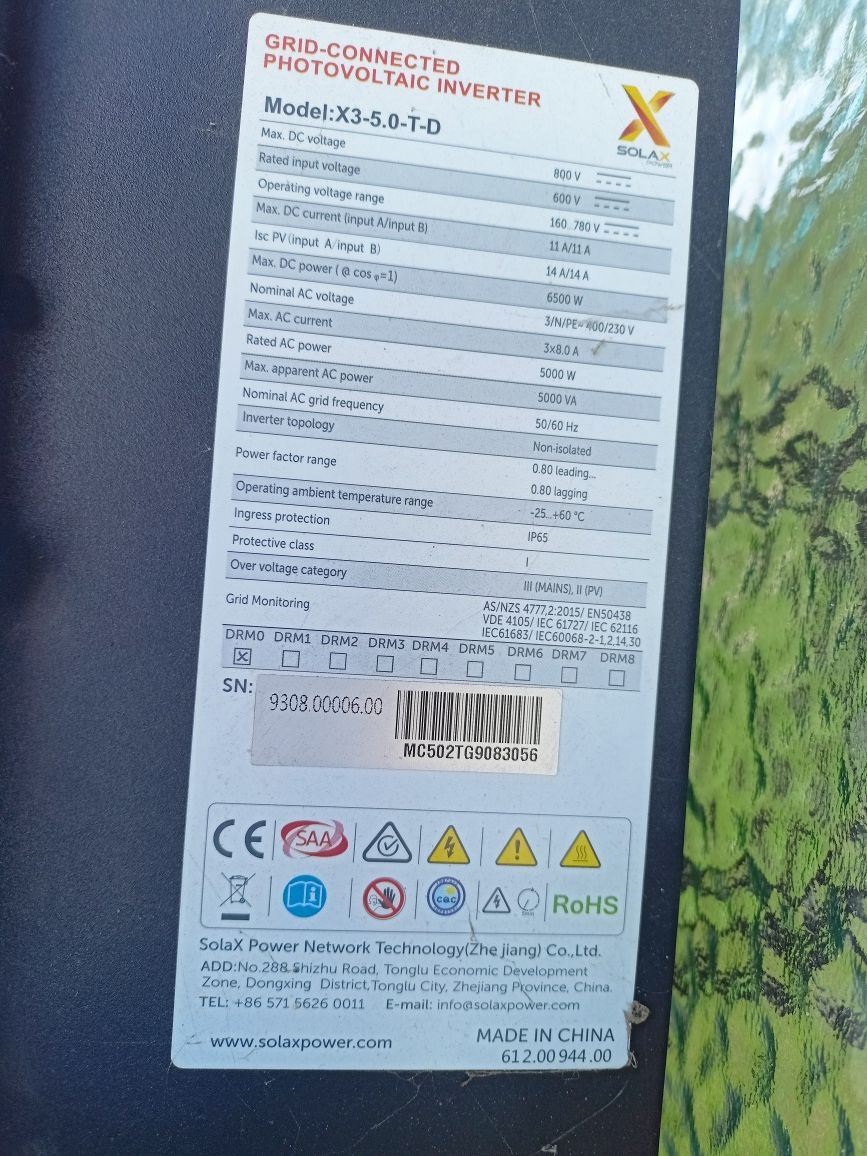 GRID-CONNECTED
PHOTOVOLTAIC INVERTER
SOLAX
POWER
Model:X3-5.0-T-D
Max. DC voltage 800 V
Rated input voltage 600 V
Operating voltage range 160...780 V
Max. DC current (input A/input B) 11 A/11 A
Isc PV (input A/input B) 14 A/14 A
Max. DC power ( @ cos φ=1) 6500 W
Nominal AC voltage 3/N/PE~ 400/230 V
Max. AC current 3x8.0 A
Rated AC power 5000 W
Max. apparent AC power 5000 VA
Nominal AC grid frequency 50/60 Hz
Inverter topology Non-isolated
Power factor range 0.80 leading...
0.80 lagging
Operating ambient temperature range -25...+60 °C
Ingress protection IP65
Protective class I
Over voltage category III (MAINS), II (PV)
Grid Monitoring AS/NZS 4777,2:2015/ EN50438
VDE 4105/ IEC 61727/ IEC 62116
IEC61683/ IEC60068-2-1,2,14,30
DRM0 DRM1 DRM2 DRM3 DRM4 DRM5 DRM6 DRM7 DRM8
SN:
9308.00006.00
MC502TG9083056
CE SAA
cec
RoHS
SolaX Power Network Technology(Zhe jiang) Co.,Ltd.
ADD:No.288 Shizhu Road, Tonglu Economic Development
Zone, Dongxing District,Tonglu City, Zhejiang Province, China.
TEL: +86 571 5626 0011 E-mail: info@solaxpower.com
www.solaxpower.com
MADE IN CHINA
612.00944.00